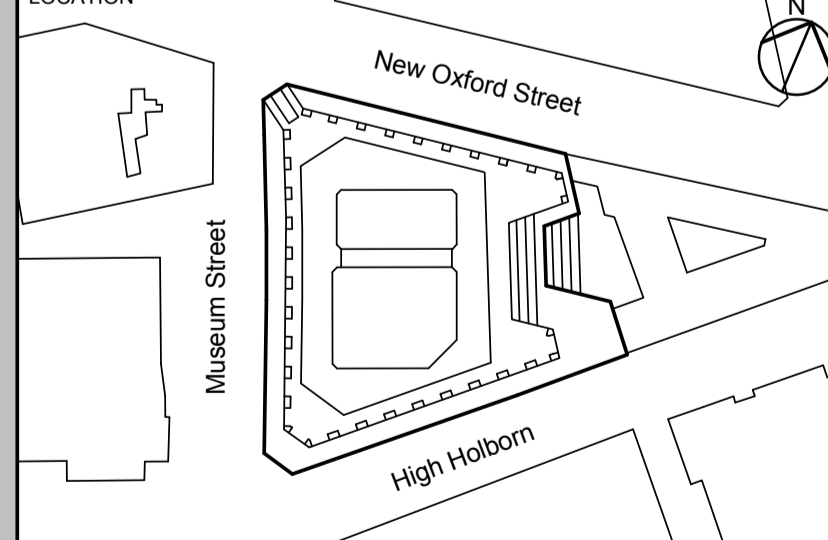 LOCATION
N
New Oxford Street
Museum Street
High Holborn